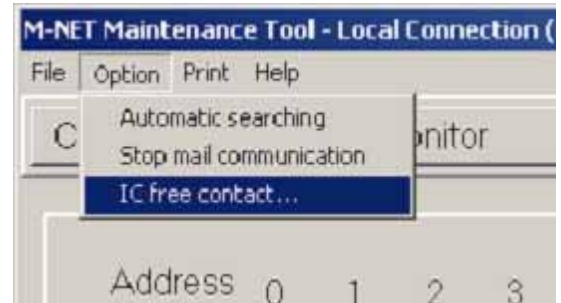 M-NET Maintenance Tool - Local Connection (
File Option Print Help
Automatic searching
Stop mail communication
IC free contact...
Address 0 1 2 3